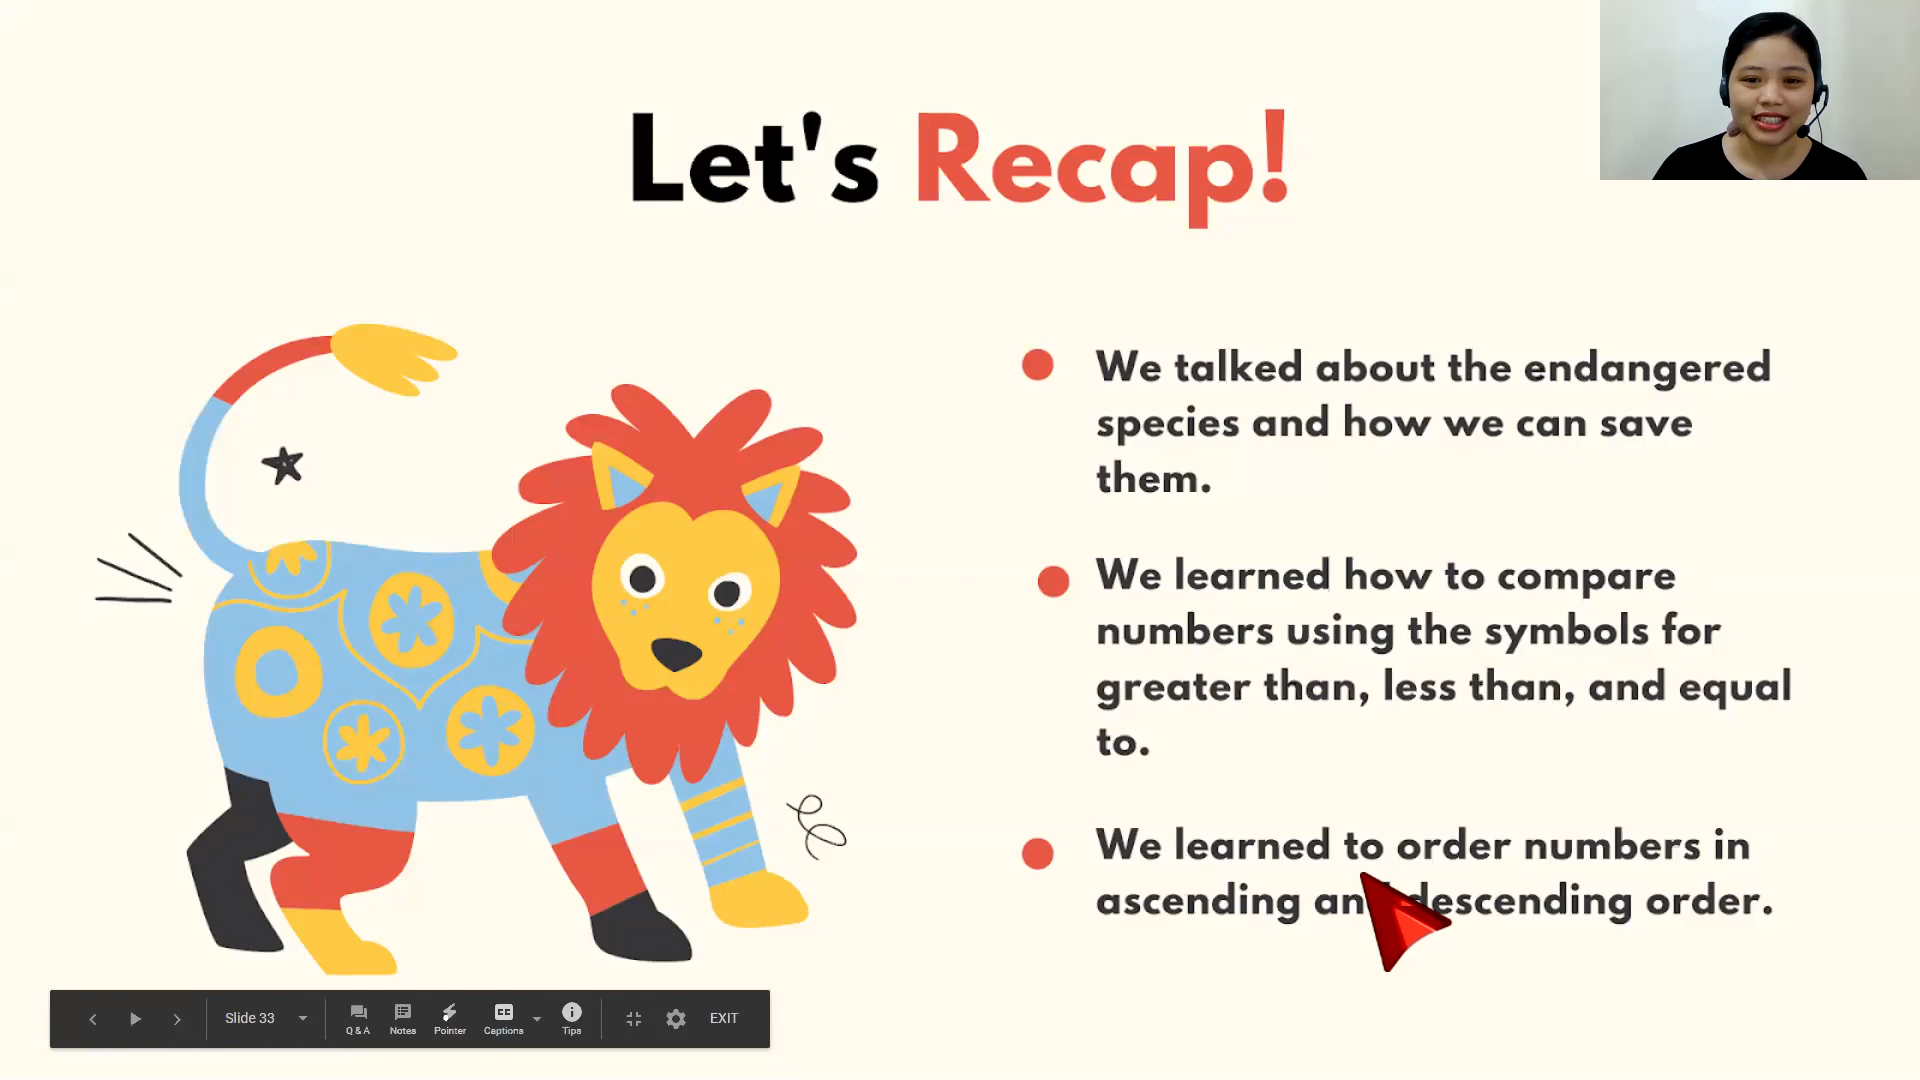 Let's Recap!
We talked about the endangered
species and how we can save
them.
We learned how to compare
numbers using the symbols for
greater than, less than, and equal
to.
We learned to order numbers in
ascending and descending order.
Slide 33
Q & A
Notes
Pointer
CC
Captions
Tips
EXIT